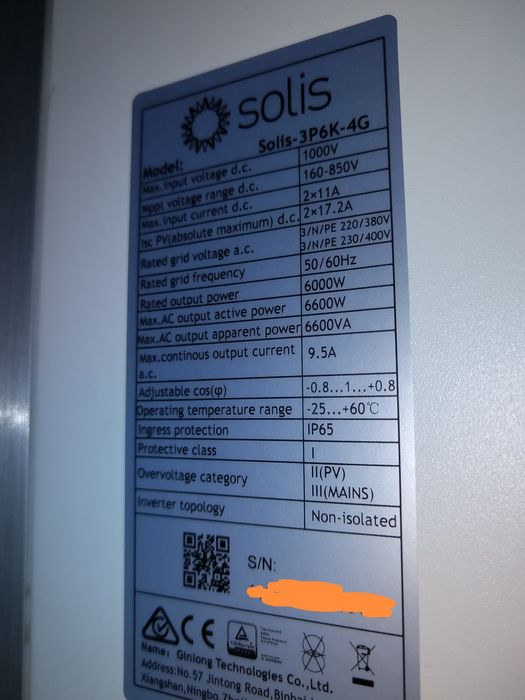 solis
Model: Solis-3P6K-4G
Max.input voltage d.c. 1000V
Mppt voltage range d.c. 160-850V
Max.input current d.c. 2×11A
Isc PV(absolute maximum) d.c. 2×17.2A
Rated grid voltage a.c. 3/N/PE 220/380V
3/N/PE 230/400V
Rated grid frequency 50/60Hz
Rated output power 6000W
Max.AC output active power 6600W
Max.AC output apparent power 6600VA
Max.continous output current a.c. 9.5A
Adjustable cos(φ) -0.8...1...+0.8
Operating temperature range -25...+60℃
Ingress protection IP65
Protective class I
Overvoltage category II(PV)
III(MAINS)
Inverter topology Non-isolated
S/N:
CE
Name: Ginlong Technologies Co.,Ltd.
Address:No.57 Jintong Road,Binhai
Xiangshan,Ningbo